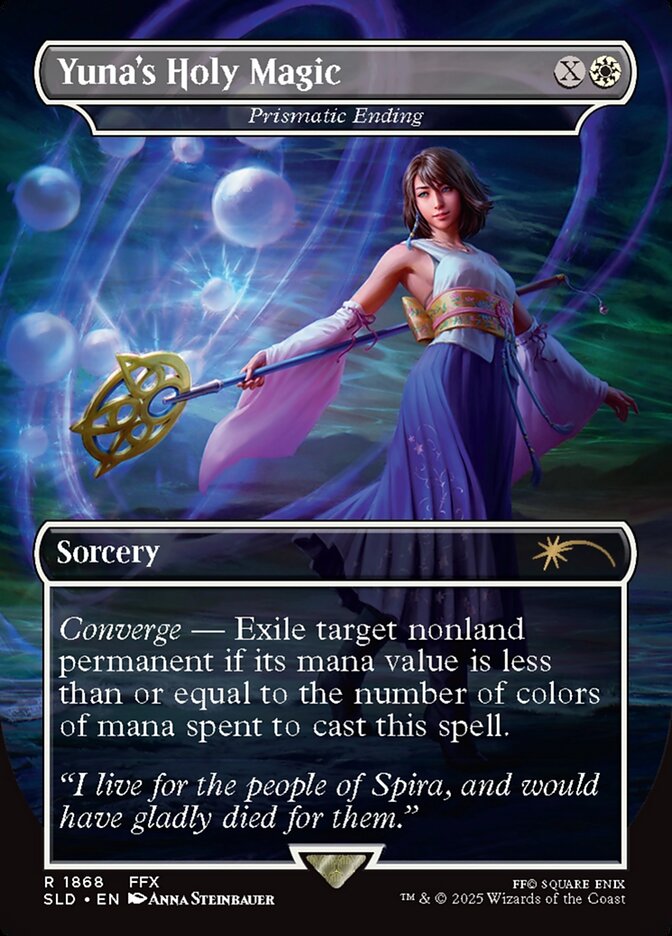 Yuna's Holy Magic X
Prismatic Ending
Sorcery
Converge — Exile target nonland
permanent if its mana value is less
than or equal to the number of colors
of mana spent to cast this spell.
“I live for the people of Spira, and would
have gladly died for them.”
R 1868 FFX
SLD • EN Anna Steinbauer
FF© SQUARE ENIX
™ & © 2025 Wizards of the Coast